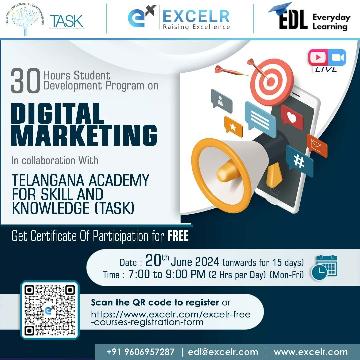 TASK
EXCELR
Raising Excellence
EDL Everyday
Learning
LIVE
30 Hours Student
Development Program on
DIGITAL
MARKETING
In collaboration With
TELANGANA ACADEMY
FOR SKILL AND
KNOWLEDGE (TASK)
Get Certificate Of Participation for FREE
Date : 20th June 2024 (onwards for 15 days)
Time : 7:00 to 9:00 PM (2 Hrs per Day) (Mon-Fri)
Scan the QR code to register or
https://www.excelr.com/excelr-free
-courses-registration-form
+91 9606957287 | edl@excelr.com | www.excelr.com